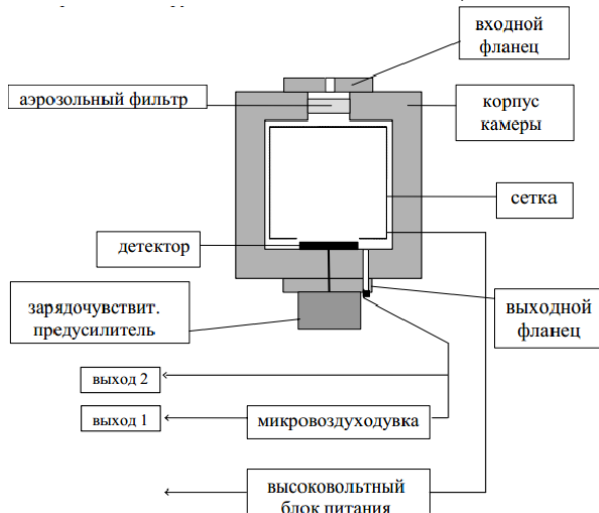 входной
фланец
аэрозольный фильтр
корпус
камеры
сетка
детектор
зарядочувствит.
предусилитель
выходной
фланец
выход 2
выход 1
микровоздуходувка
высоковольтный
блок питания